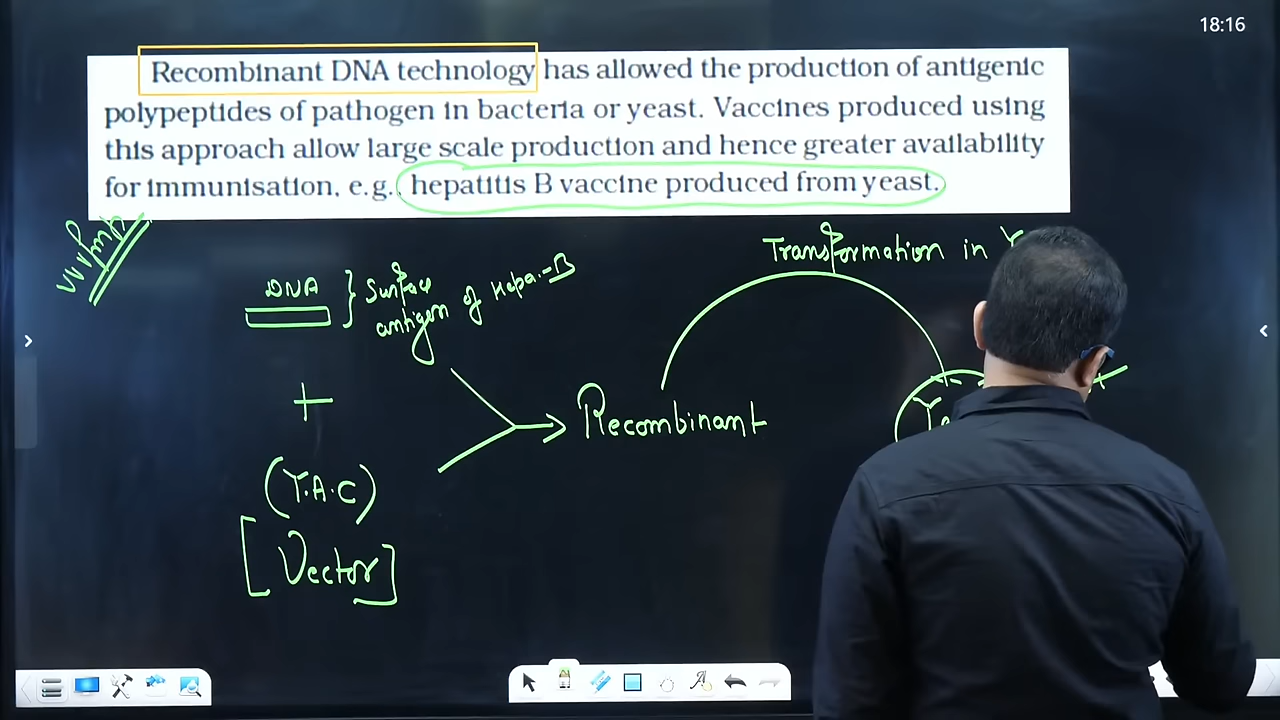 18:16
Recombinant DNA technology has allowed the production of antigenic
polypeptides of pathogen in bacteria or yeast. Vaccines produced using
this approach allow large scale production and hence greater availability
for immunisation, e.g., hepatitis B vaccine produced from yeast.
VVVImp
Transformation in Y
DNA } Surface
antigen of Hepa.-B
+
Recombinant
(Y.A.C)
[Vector]